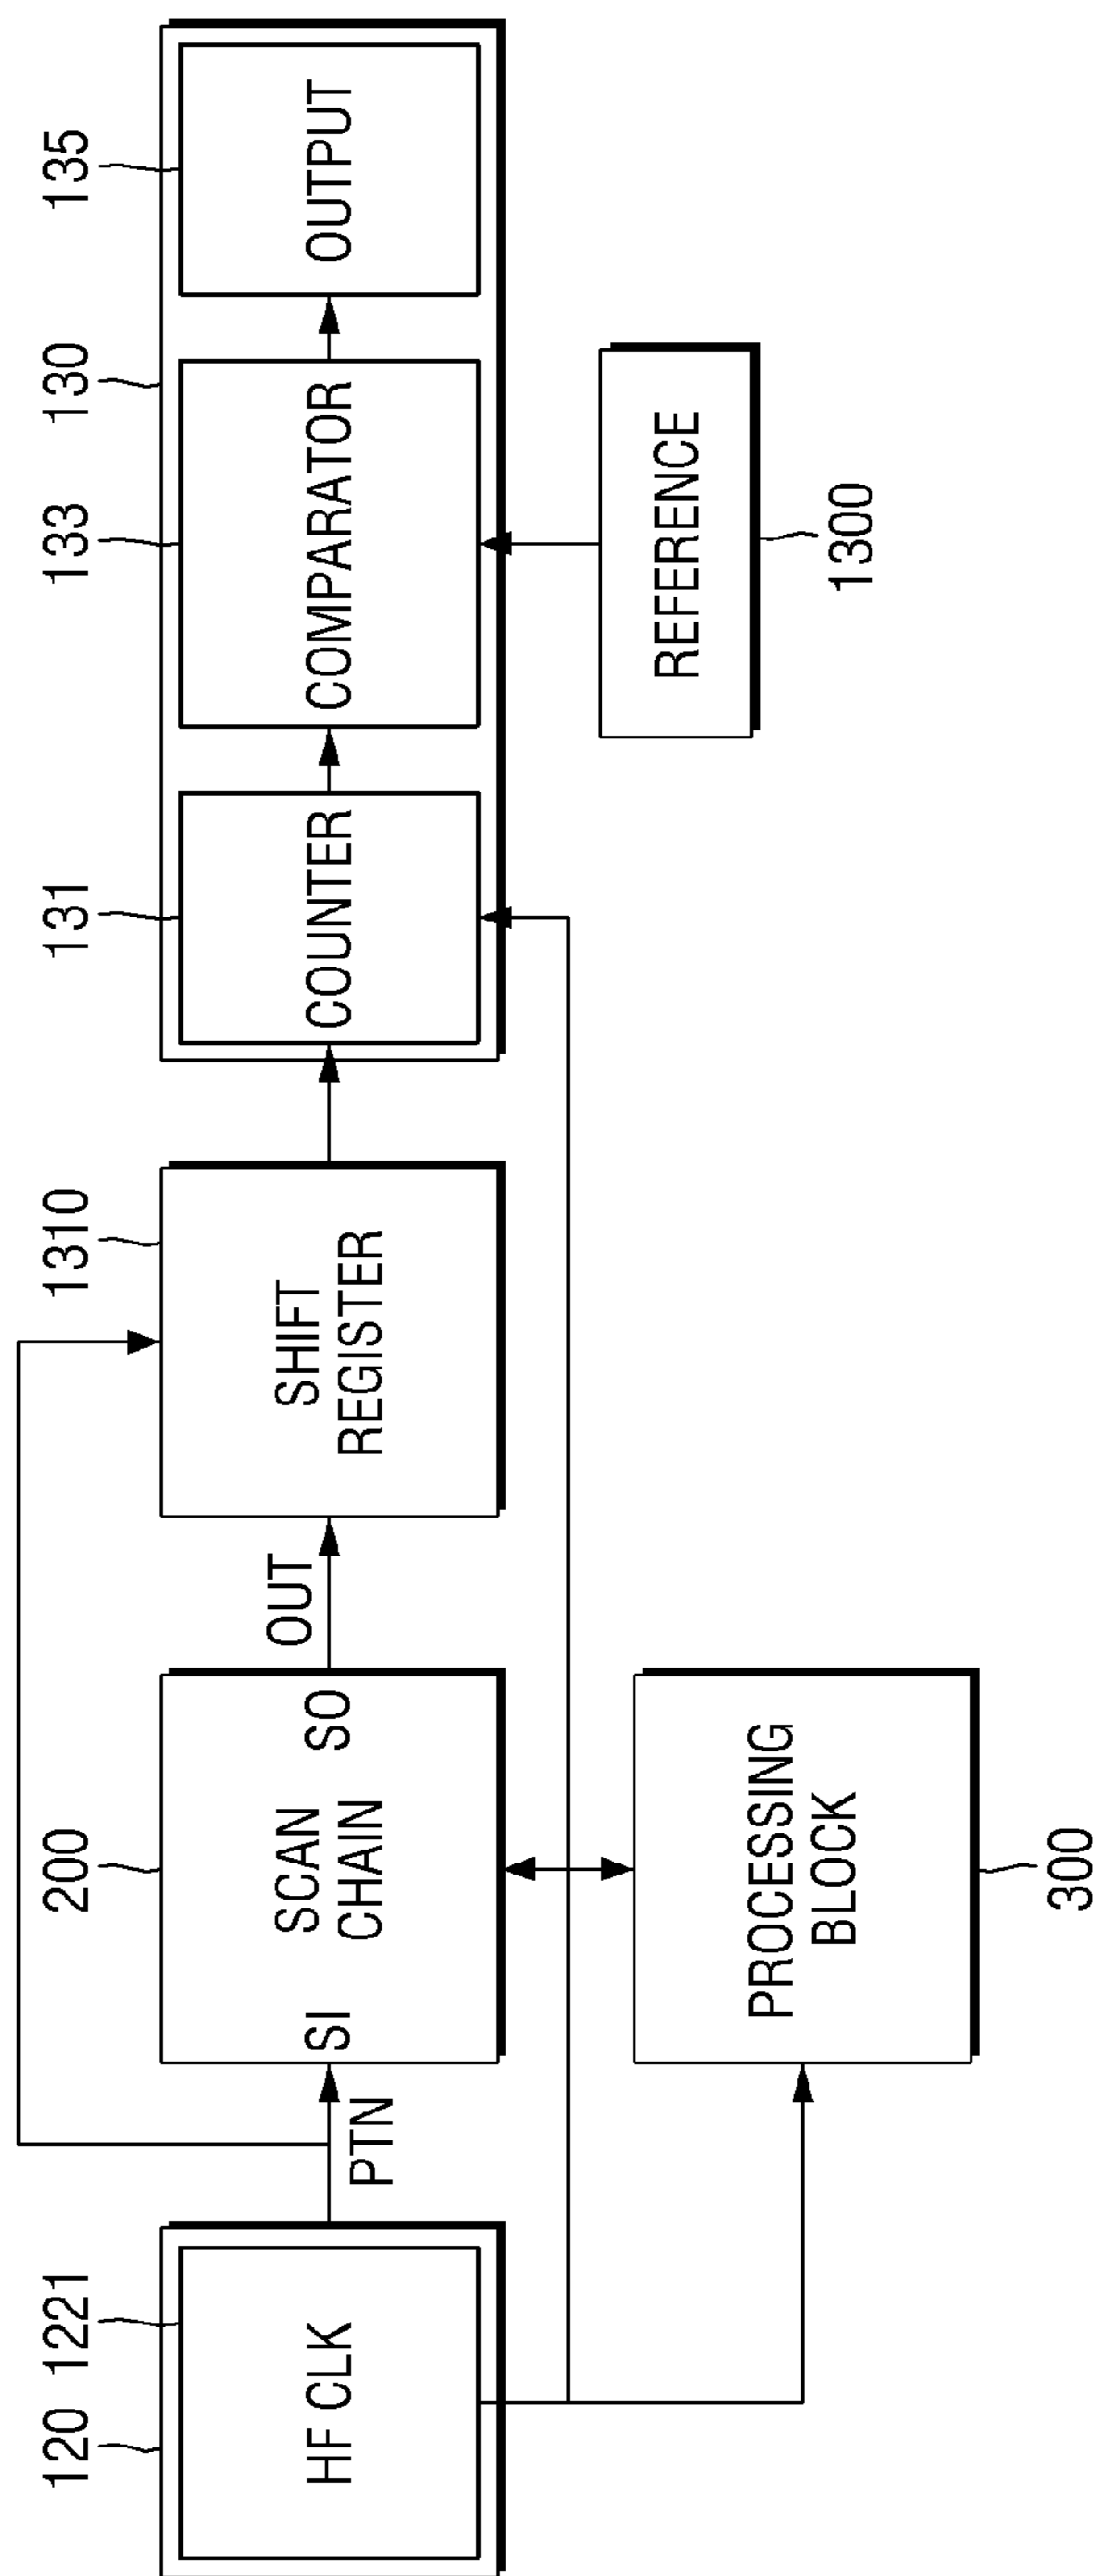 120
1221
200
1310
131
133
130
135
HF CLK
PTN
SI
SCAN
CHAIN
SO
OUT
SHIFT
REGISTER
COUNTER
COMPARATOR
OUTPUT
PROCESSING
BLOCK
300
REFERENCE
1300